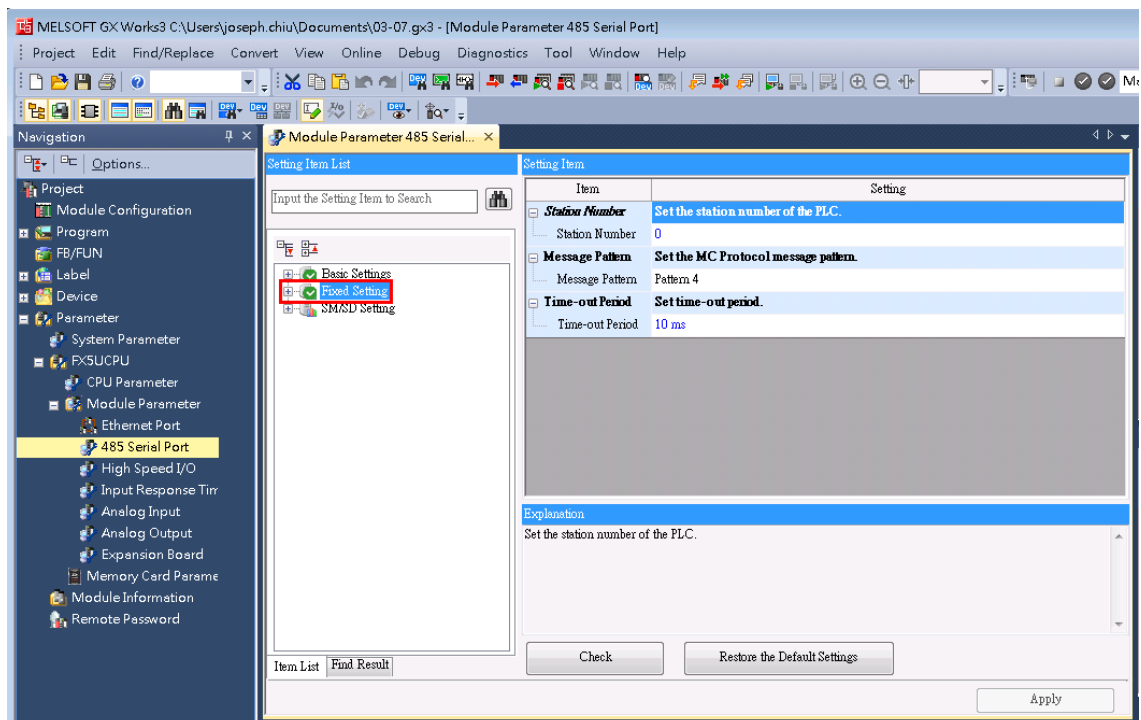 MELSOFT GX Works3 C:\Users\joseph.chiu\Documents\03-07.gx3 - [Module Parameter 485 Serial Port]
Project Edit Find/Replace Convert View Online Debug Diagnostics Tool Window Help
Navigation
Options...
Project
Module Configuration
Program
FB/FUN
Label
Device
Parameter
System Parameter
FX5UCPU
CPU Parameter
Module Parameter
Ethernet Port
485 Serial Port
High Speed I/O
Input Response Tim
Analog Input
Analog Output
Expansion Board
Memory Card Parame
Module Information
Remote Password
Module Parameter 485 Serial...
Setting Item List
Input the Setting Item to Search
Basic Settings
Fixed Setting
SM/SD Setting
Item List Find Result
Setting Item
Item Setting
Station Number Set the station number of the PLC.
Station Number 0
Message Pattern Set the MC Protocol message pattern.
Message Pattern Pattern 4
Time-out Period Set time-out period.
Time-out Period 10 ms
Explanation
Set the station number of the PLC.
Check Restore the Default Settings
Apply